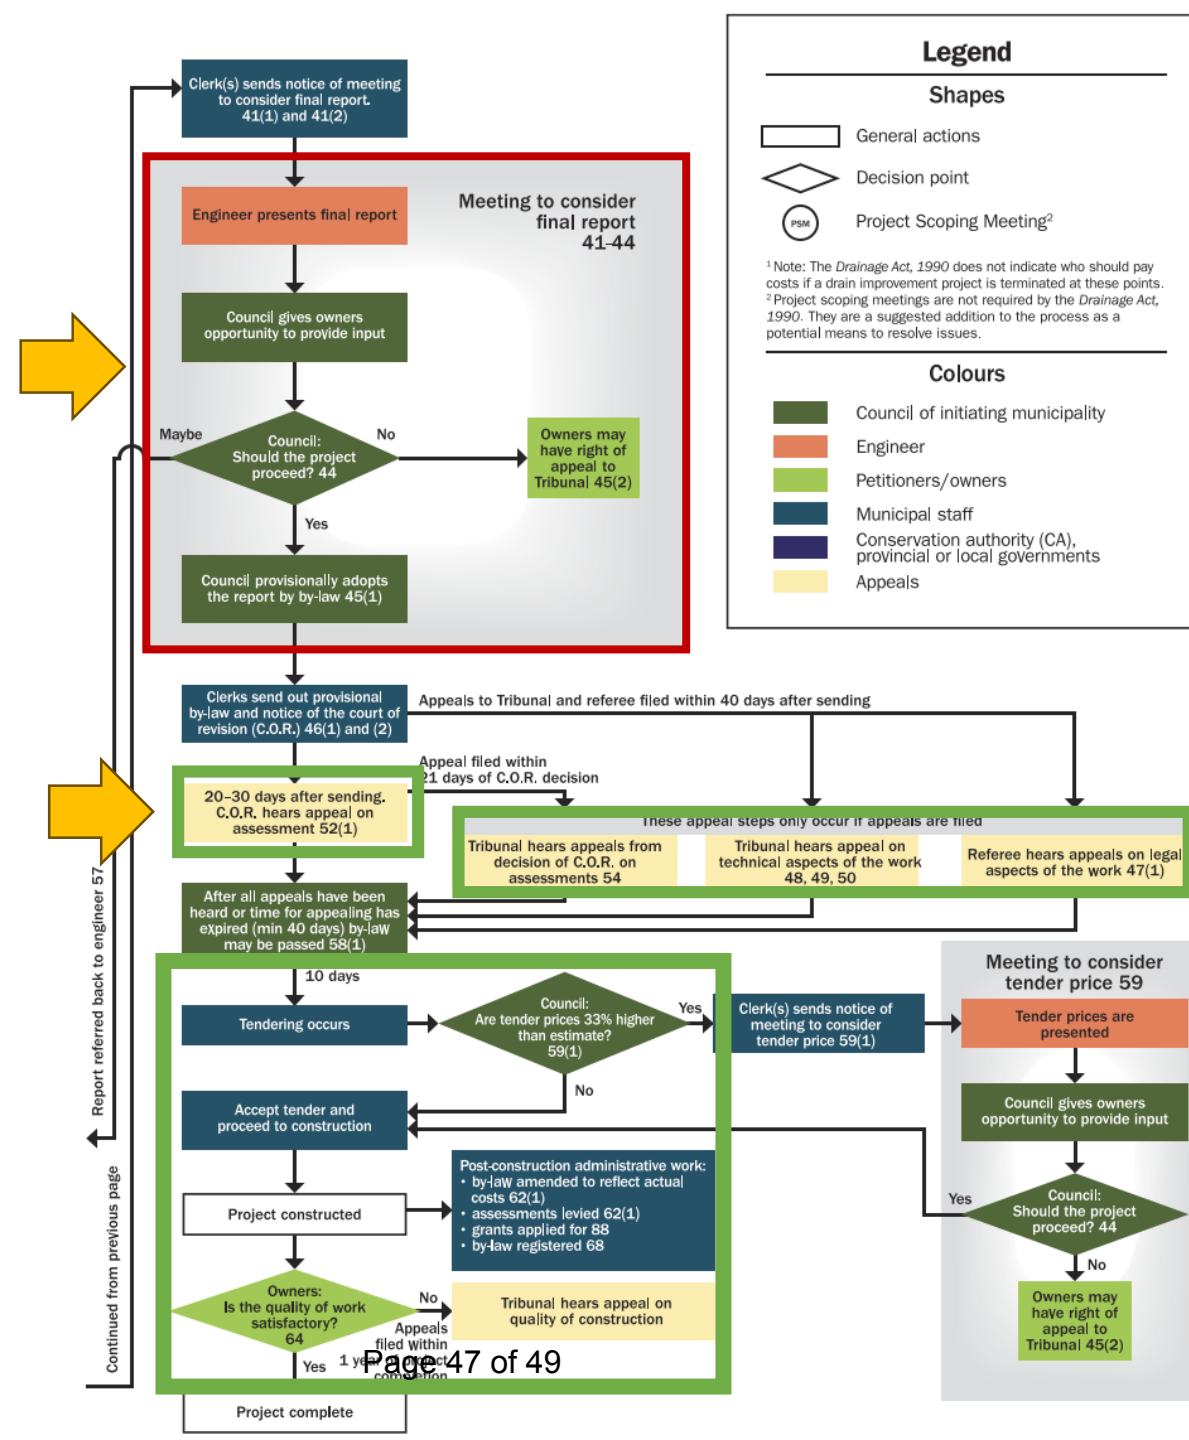 Clerk(s) sends notice of meeting
to consider final report.
41(1) and 41(2)
Engineer presents final report
Meeting to consider
final report
41–44
Council gives owners
opportunity to provide input
Maybe
Council:
Should the project
proceed? 44
No
Owners may
have right of
appeal to
Tribunal 45(2)
Yes
Council provisionally adopts
the report by by-law 45(1)
Legend
Shapes
General actions
Decision point
PSM
Project Scoping Meeting²
¹ Note: The Drainage Act, 1990 does not indicate who should pay
costs if a drain improvement project is terminated at these points.
² Project scoping meetings are not required by the Drainage Act,
1990. They are a suggested addition to the process as a
potential means to resolve issues.
Colours
Council of initiating municipality
Engineer
Petitioners/owners
Municipal staff
Conservation authority (CA),
provincial or local governments
Appeals
Clerks send out provisional
by-law and notice of the court of
revision (C.O.R.) 46(1) and (2)
Appeals to Tribunal and referee filed within 40 days after sending
Appeal filed within
21 days of C.O.R. decision
20–30 days after sending.
C.O.R. hears appeal on
assessment 52(1)
These appeal steps only occur if appeals are filed
Tribunal hears appeals from
decision of C.O.R. on
assessments 54
Tribunal hears appeal on
technical aspects of the work
48, 49, 50
Referee hears appeals on legal
aspects of the work 47(1)
After all appeals have been
heard or time for appealing has
expired (min 40 days) by-law
may be passed 58(1)
Report referred back to engineer 57
10 days
Tendering occurs
Council:
Are tender prices 33% higher
than estimate?
59(1)
Yes
Clerk(s) sends notice of
meeting to consider
tender price 59(1)
No
Meeting to consider
tender price 59
Tender prices are
presented
Council gives owners
opportunity to provide input
Yes
Council:
Should the project
proceed? 44
No
Owners may
have right of
appeal to
Tribunal 45(2)
Accept tender and
proceed to construction
Project constructed
Post-construction administrative work:
• by-law amended to reflect actual
costs 62(1)
• assessments levied 62(1)
• grants applied for 88
• by-law registered 68
Continued from previous page
Owners:
Is the quality of work
satisfactory?
64
No
Appeals
filed within
1 year of project
completion
Tribunal hears appeal on
quality of construction
Yes
Page 47 of 49
Project complete